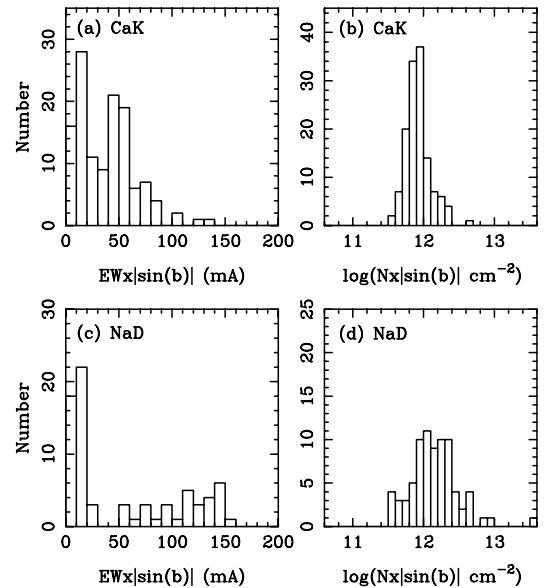 (a) CaK
(b) CaK
Number
0 10 20 30
0 10 20 30 40
0 50 100 150 200
11 12 13
EWx|sin(b)| (mA)
log(Nx|sin(b)| cm⁻²)
(c) NaD
(d) NaD
Number
0 10 20 30
0 5 10 15 20 25
0 50 100 150 200
11 12 13
EWx|sin(b)| (mA)
log(Nx|sin(b)| cm⁻²)